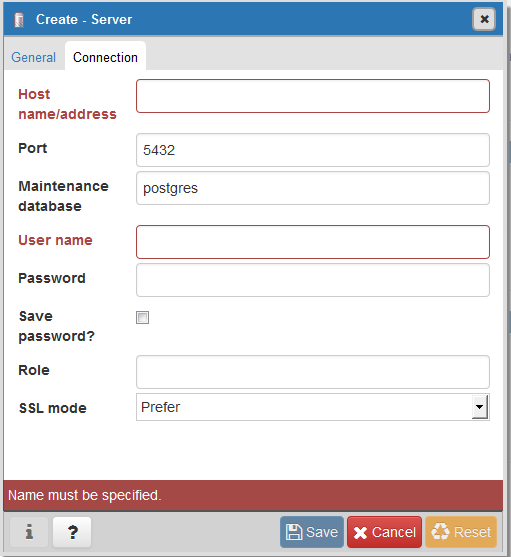 Create - Server
General
Connection
Host
name/address
Port
5432
Maintenance
database
postgres
User name
Password
Save
password?
Role
SSL mode
Prefer
Name must be specified.
i
?
Save
Cancel
Reset